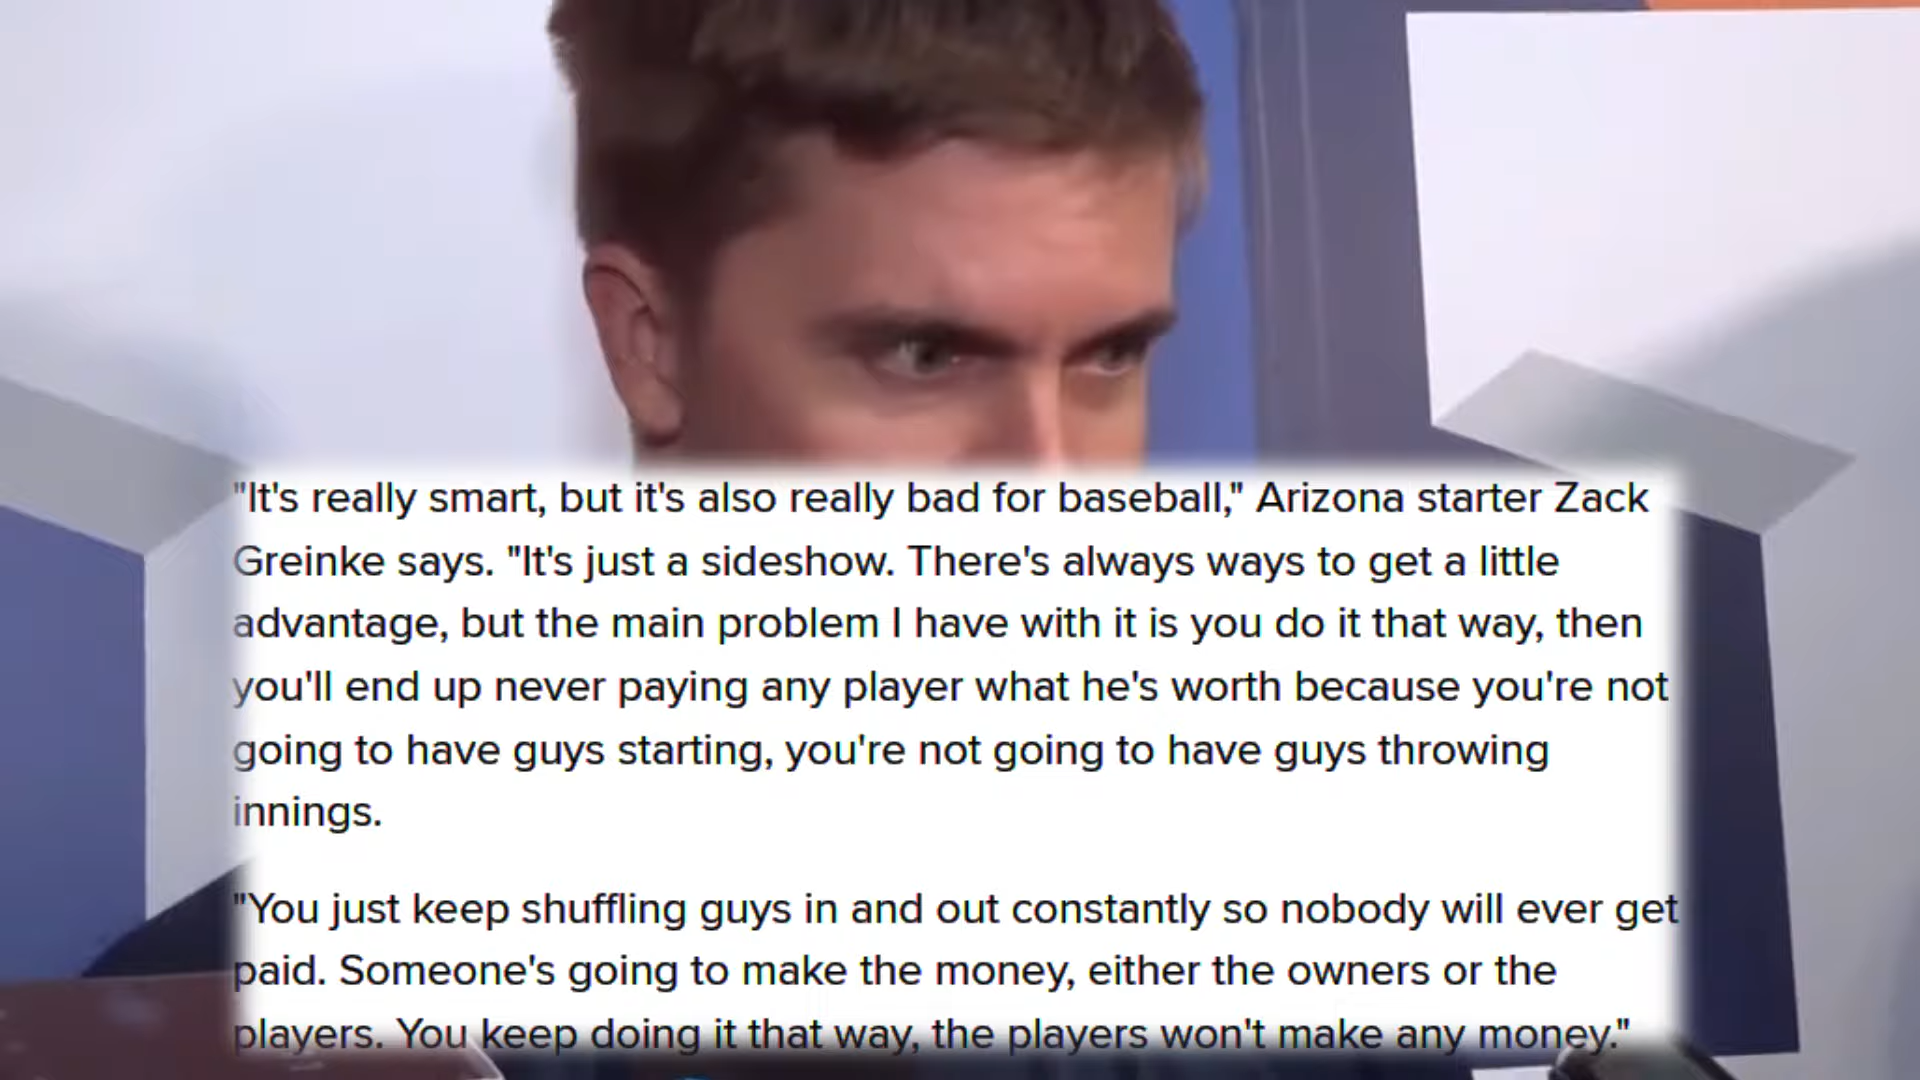 "It's really smart, but it's also really bad for baseball," Arizona starter Zack
Greinke says. "It's just a sideshow. There's always ways to get a little
advantage, but the main problem I have with it is you do it that way, then
you'll end up never paying any player what he's worth because you're not
going to have guys starting, you're not going to have guys throwing
innings.
"You just keep shuffling guys in and out constantly so nobody will ever get
paid. Someone's going to make the money, either the owners or the
players. You keep doing it that way, the players won't make any money."